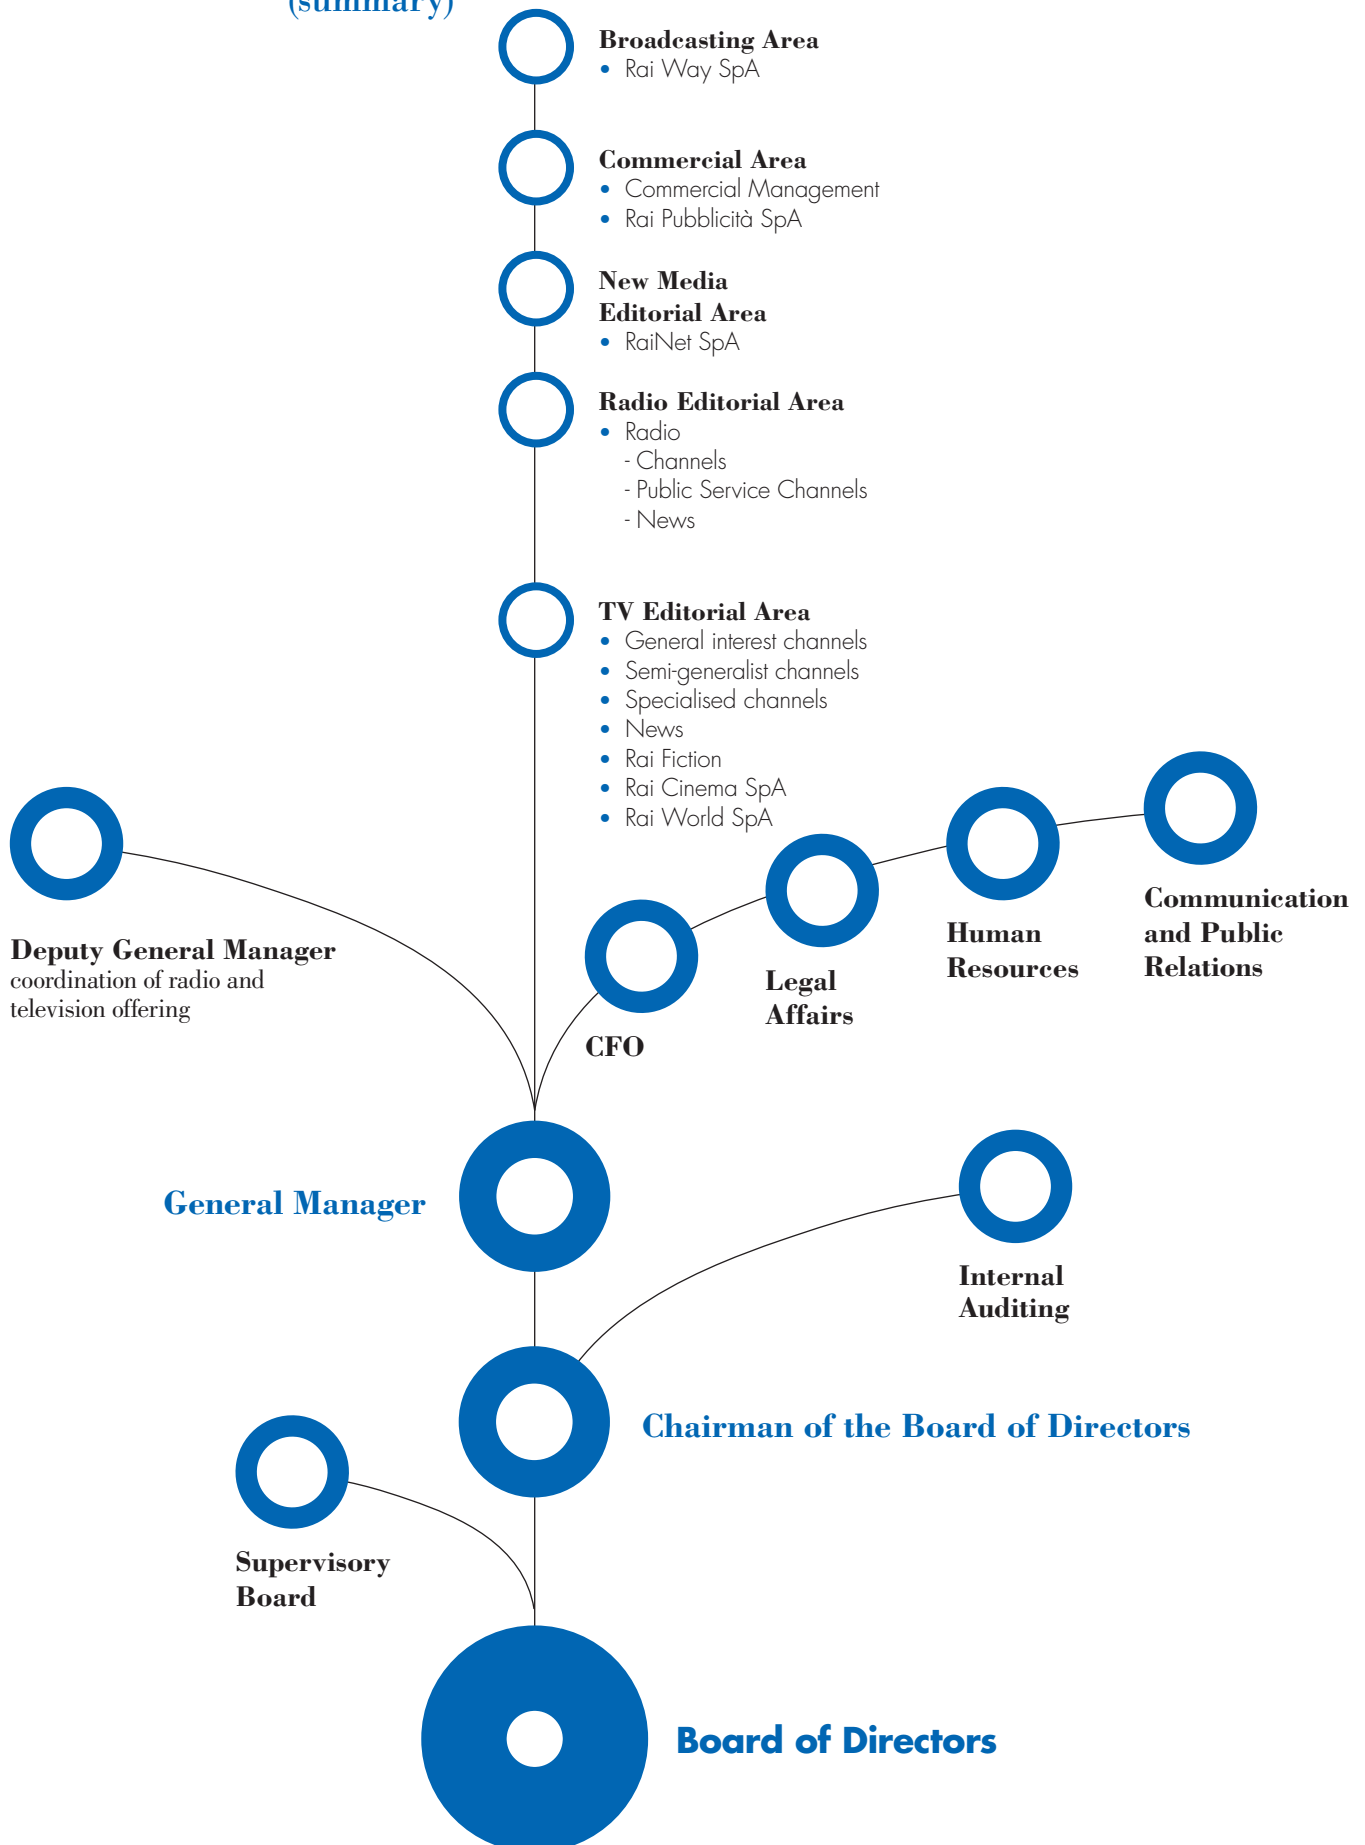 (summary)
Broadcasting Area
• Rai Way SpA
Commercial Area
• Commercial Management
• Rai Pubblicità SpA
New Media
Editorial Area
• RaiNet SpA
Radio Editorial Area
• Radio
- Channels
- Public Service Channels
- News
TV Editorial Area
• General interest channels
• Semi-generalist channels
• Specialised channels
• News
• Rai Fiction
• Rai Cinema SpA
• Rai World SpA
Deputy General Manager
coordination of radio and
television offering
CFO
Legal
Affairs
Human
Resources
Communication
and Public
Relations
General Manager
Internal
Auditing
Chairman of the Board of Directors
Supervisory
Board
Board of Directors